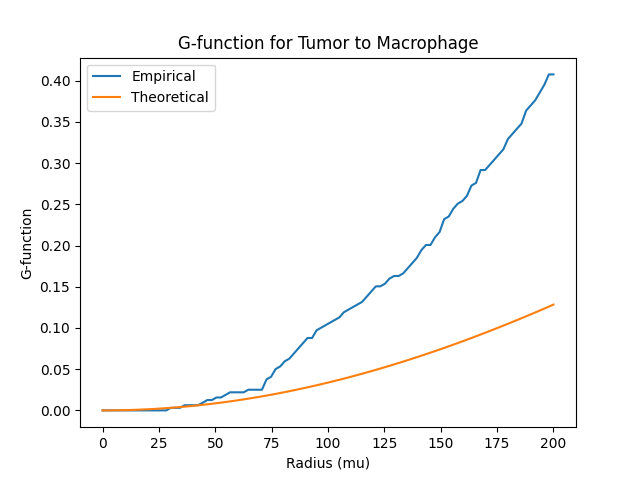 G-function for Tumor to Macrophage
Empirical
Theoretical
0.40
0.35
0.30
0.25
0.20
0.15
0.10
0.05
0.00
G-function
0 25 50 75 100 125 150 175 200
Radius (mu)